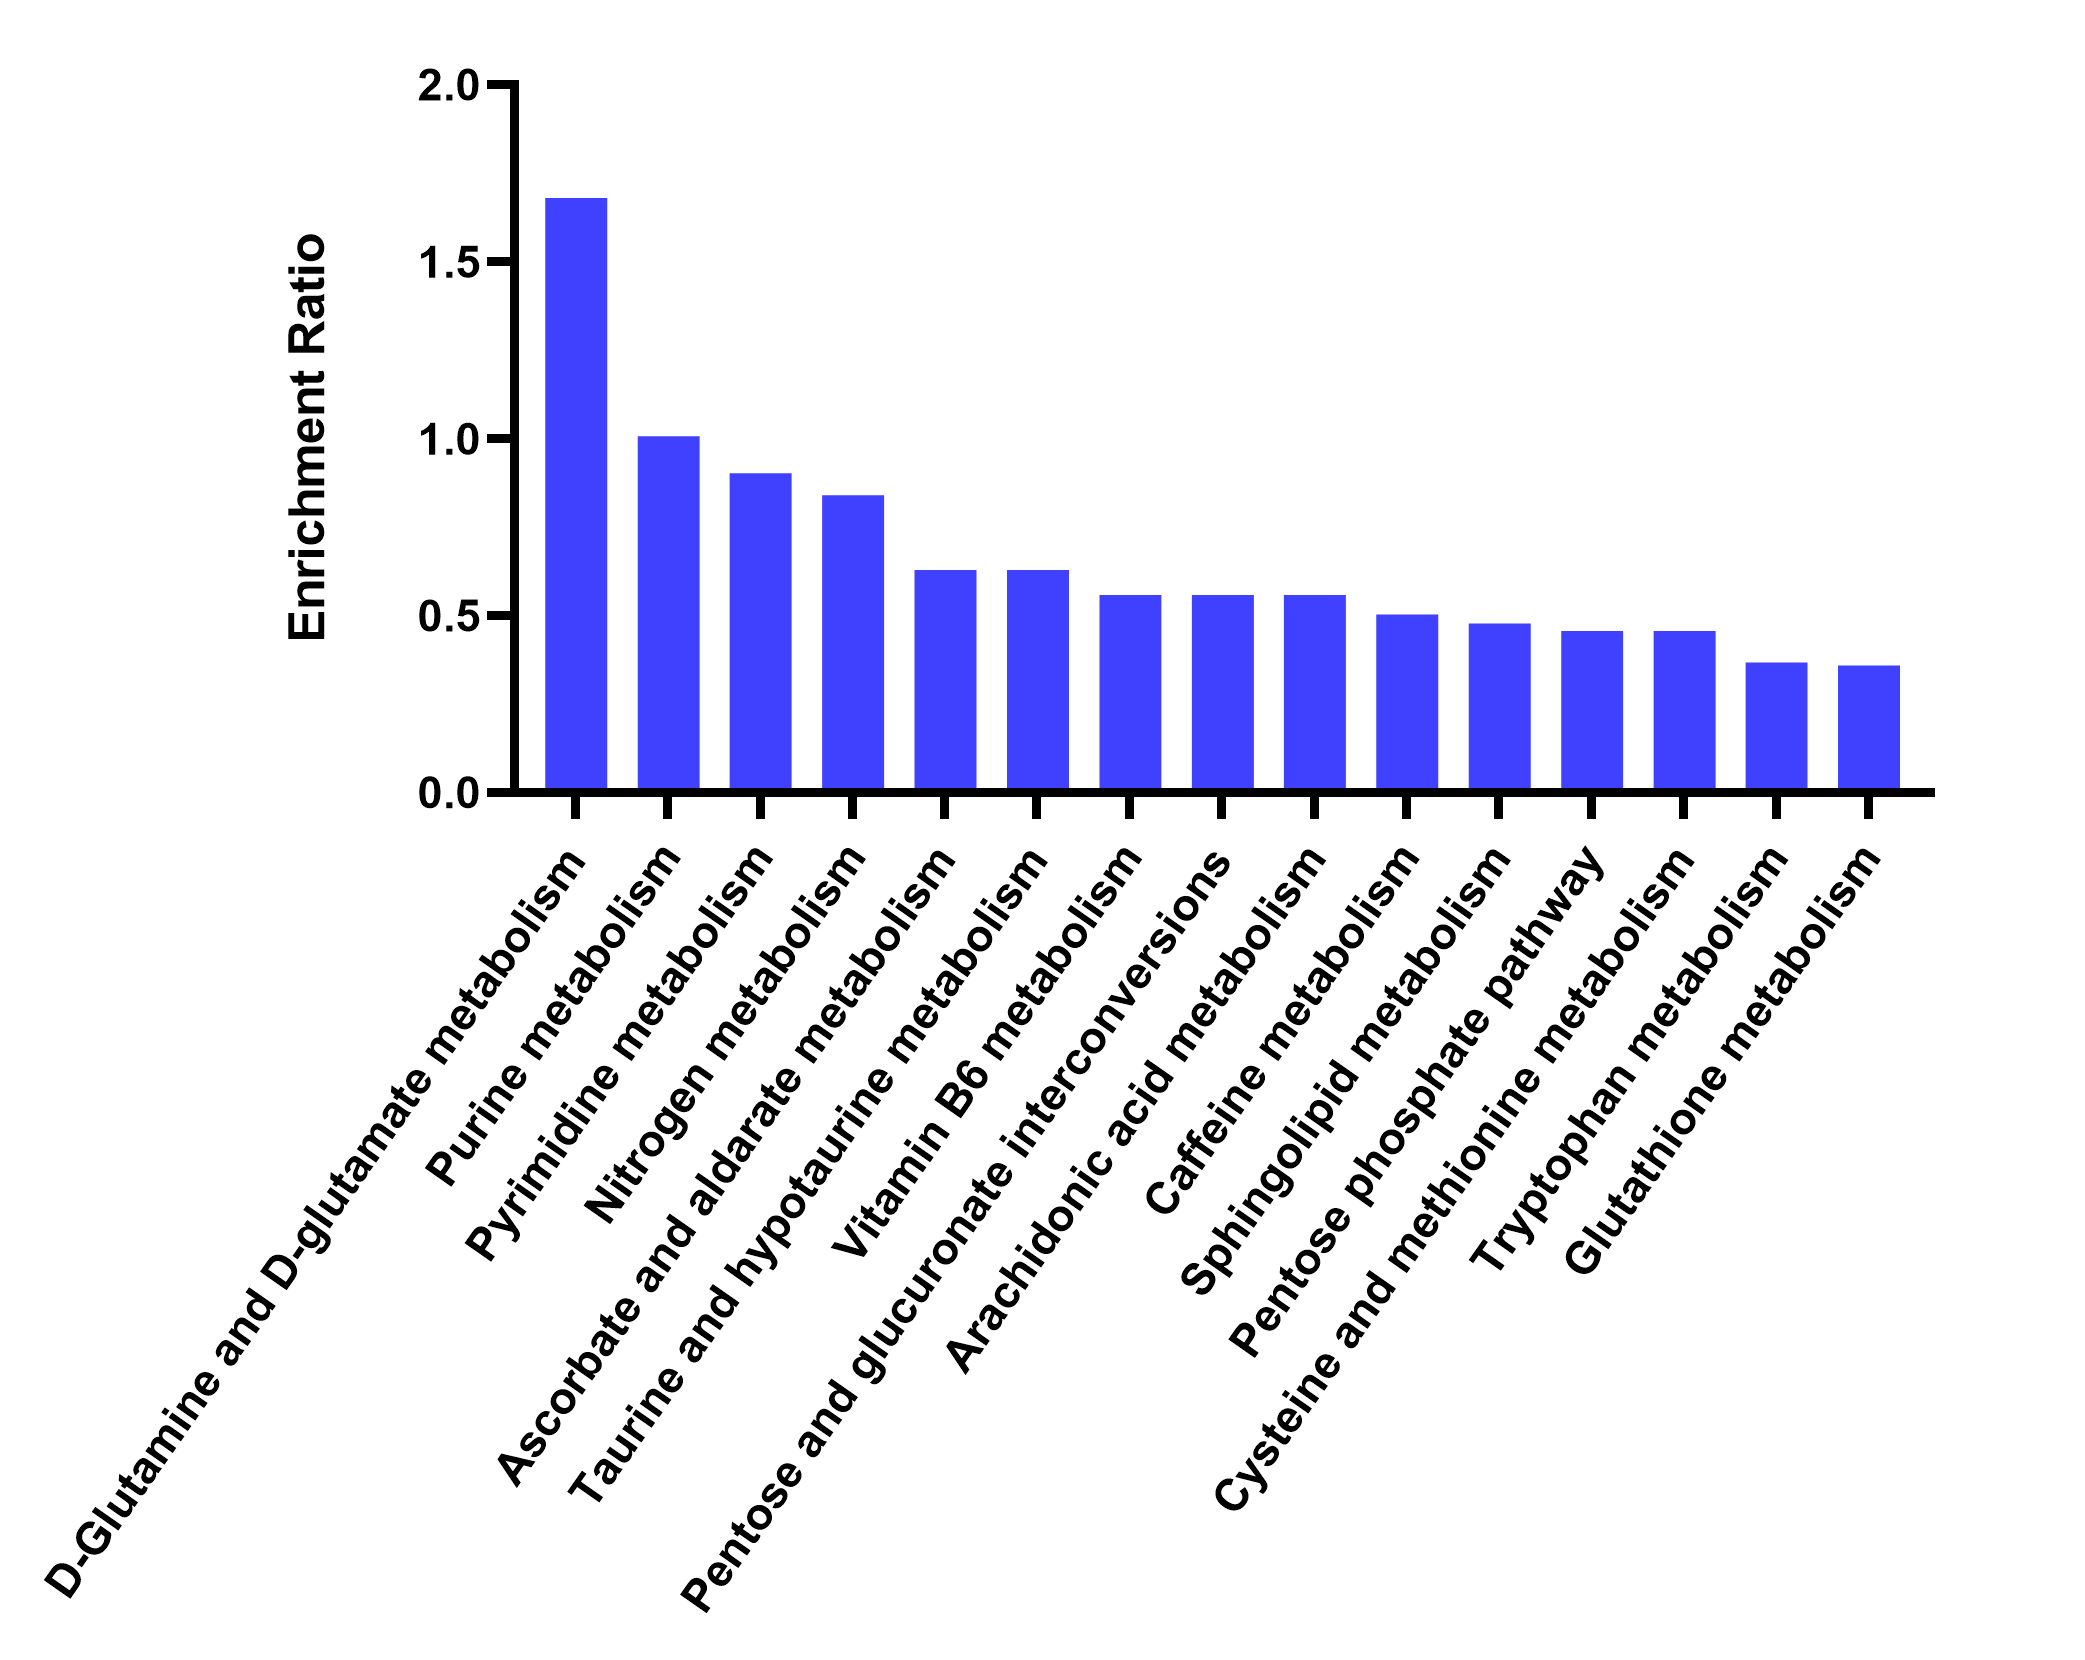 Enrichment Ratio
2.0
1.5
1.0
0.5
0.0
D-Glutamine and D-glutamate metabolism
Purine metabolism
Pyrimidine metabolism
Nitrogen metabolism
Ascorbate and aldarate metabolism
Taurine and hypotaurine metabolism
Vitamin B6 metabolism
Pentose and glucuronate interconversions
Arachidonic acid metabolism
Caffeine metabolism
Sphingolipid metabolism
Pentose phosphate pathway
Cysteine and methionine metabolism
Tryptophan metabolism
Glutathione metabolism